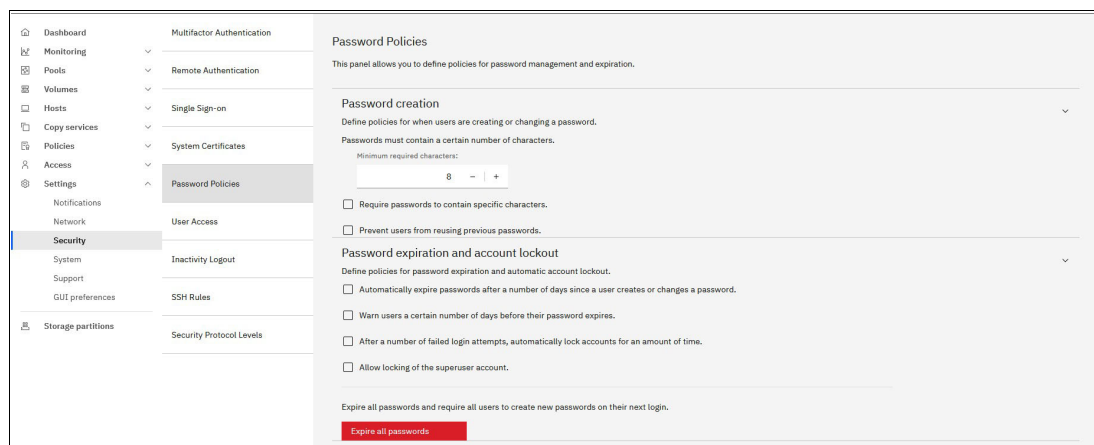 Dashboard
Monitoring
Pools
Volumes
Hosts
Copy services
Policies
Access
Settings
Notifications
Network
Security
System
Support
GUI preferences
Storage partitions
Multifactor Authentication
Remote Authentication
Single Sign-on
System Certificates
Password Policies
User Access
Inactivity Logout
SSH Rules
Security Protocol Levels
Password Policies
This panel allows you to define policies for password management and expiration.
Password creation
Define policies for when users are creating or changing a password.
Passwords must contain a certain number of characters.
Minimum required characters:
8 − | +
Require passwords to contain specific characters.
Prevent users from reusing previous passwords.
Password expiration and account lockout
Define policies for password expiration and automatic account lockout.
Automatically expire passwords after a number of days since a user creates or changes a password.
Warn users a certain number of days before their password expires.
After a number of failed login attempts, automatically lock accounts for an amount of time.
Allow locking of the superuser account.
Expire all passwords and require all users to create new passwords on their next login.
Expire all passwords